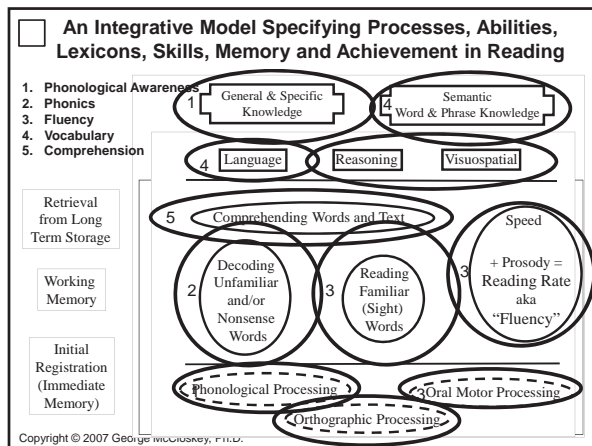 An Integrative Model Specifying Processes, Abilities,
Lexicons, Skills, Memory and Achievement in Reading
1. Phonological Awareness
2. Phonics
3. Fluency
4. Vocabulary
5. Comprehension
1
General & Specific
Knowledge
4
Semantic
Word & Phrase Knowledge
4
Language
Reasoning
Visuospatial
Retrieval
from Long
Term Storage
5
Comprehending Words and Text
Working
Memory
2
Decoding
Unfamiliar
and/or
Nonsense
Words
3
Reading
Familiar
(Sight)
Words
3
Speed
+ Prosody =
Reading Rate
aka
“Fluency”
Initial
Registration
(Immediate
Memory)
Phonological Processing
3
Oral Motor Processing
Orthographic Processing
Copyright © 2007 George McCloskey, Ph.D.